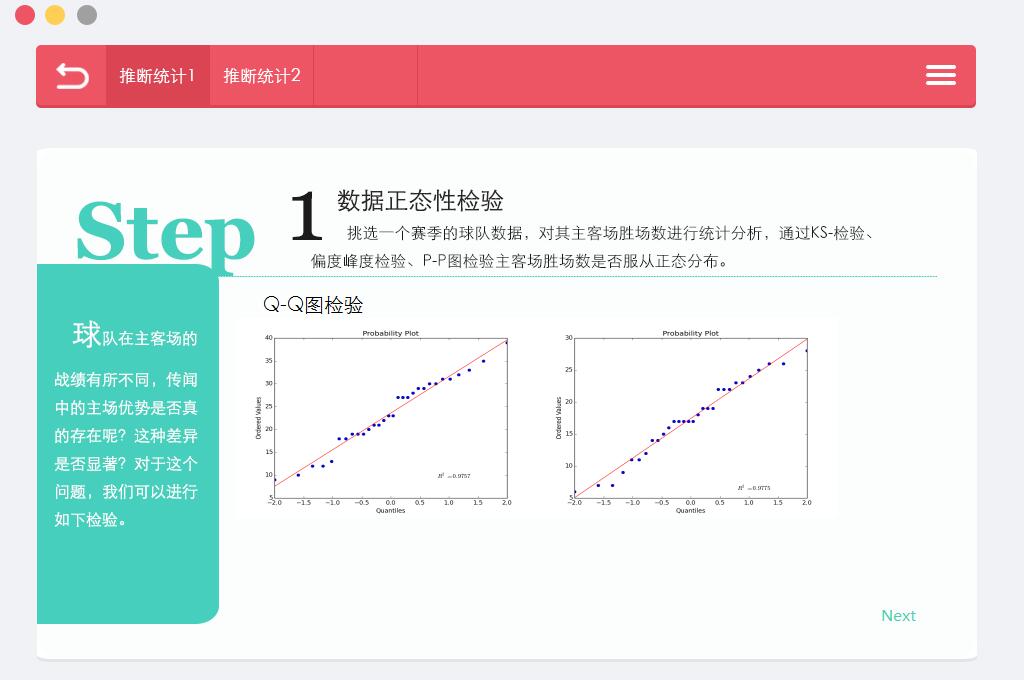 推断统计1
推断统计2
Step 1
数据正态性检验
挑选一个赛季的球队数据，对其主客场胜场数进行统计分析，通过KS-检验、
偏度峰度检验、P-P图检验主客场胜场数是否服从正态分布。
球队在主客场的
战绩有所不同，传闻
中的主场优势是否真
的存在呢？这种差异
是否显著？对于这个
问题，我们可以进行
如下检验。
Q-Q图检验
Probability Plot
Ordered Values
40
35
30
25
20
15
10
5
R² =0.9757
−2.0 −1.5 −1.0 −0.5 0.0 0.5 1.0 1.5 2.0
Quantiles
Probability Plot
Ordered Values
30
25
20
15
10
5
R² =0.9775
−2.0 −1.5 −1.0 −0.5 0.0 0.5 1.0 1.5 2.0
Quantiles
Next